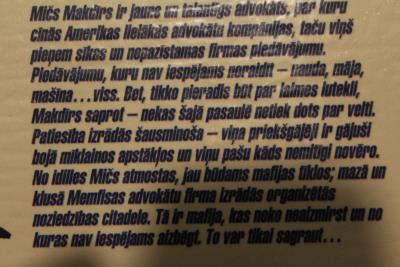 Mičs Makdīrs ir jauns un talantīgs advokāts, par kuru
cīnās Amerikas lielākās advokātu kompānijas, taču viņš
pieņem sīkas un nepazīstamas firmas piedāvājumu.
Piedāvājumu, kuru nav iespējams noraidīt – nauda, māja,
mašīna...viss. Bet, tikko pieradis būt par laimes lutekli,
Makdīrs saprot – nekas šajā pasaulē netiek dots par velti.
Patiesība izrādās šausminoša – viņa priekšgājēji ir gājuši
bojā mīklainos apstākļos un viņu pašu kāds nemitīgi novēro.
No idilles Mičs atmostas, jau būdams mafijas tīklos; mazā un
klusā Memfisas advokātu firma izrādās organizētās
noziedzības citadele. Tā ir mafija, kas neko neaizmirst un no
kuras nav iespējams aizbēgt. To var tikai sagraut...